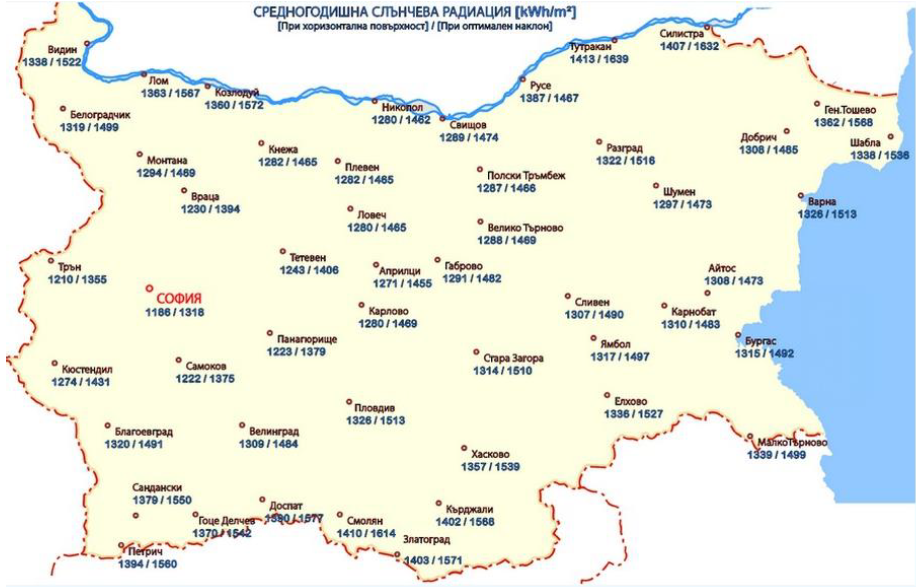 СРЕДНОГОДИШНА СЛЪНЧЕВА РАДИАЦИЯ [kWh/m²]
[При хоризонтална повърхност] / [При оптимален наклон]
Видин
1338 / 1522
Лом
1363 / 1567
Козлодуй
1360 / 1572
Никопол
1280 / 1462
Свищов
1289 / 1474
Русе
1387 / 1467
Тутракан
1413 / 1639
Силистра
1407 / 1632
Ген.Тошево
1362 / 1568
Добрич
1308 / 1485
Шабла
1338 / 1536
Белоградчик
1319 / 1499
Монтана
1294 / 1469
Кнежа
1282 / 1465
Плевен
1282 / 1465
Полски Тръмбеж
1287 / 1466
Разград
1322 / 1516
Шумен
1297 / 1473
Варна
1326 / 1513
Враца
1230 / 1394
Ловеч
1280 / 1465
Велико Търново
1288 / 1469
Трън
1210 / 1355
Тетевен
1243 / 1406
Априлци
1271 / 1455
Габрово
1291 / 1482
Айтос
1308 / 1473
СОФИЯ
1186 / 1318
Карлово
1280 / 1469
Сливен
1307 / 1490
Карнобат
1310 / 1483
Панагюрище
1223 / 1379
Ямбол
1317 / 1497
Бургас
1315 / 1492
Кюстендил
1274 / 1431
Самоков
1222 / 1375
Стара Загора
1314 / 1510
Пловдив
1326 / 1513
Елхово
1336 / 1527
Благоевград
1320 / 1491
Велинград
1309 / 1484
Хасково
1357 / 1539
МалкоТърново
1339 / 1499
Сандански
1379 / 1550
Гоце Делчев
1370 / 1542
Доспат
1390 / 1577
Смолян
1410 / 1614
Кърджали
1402 / 1568
Златоград
1403 / 1571
Петрич
1394 / 1560